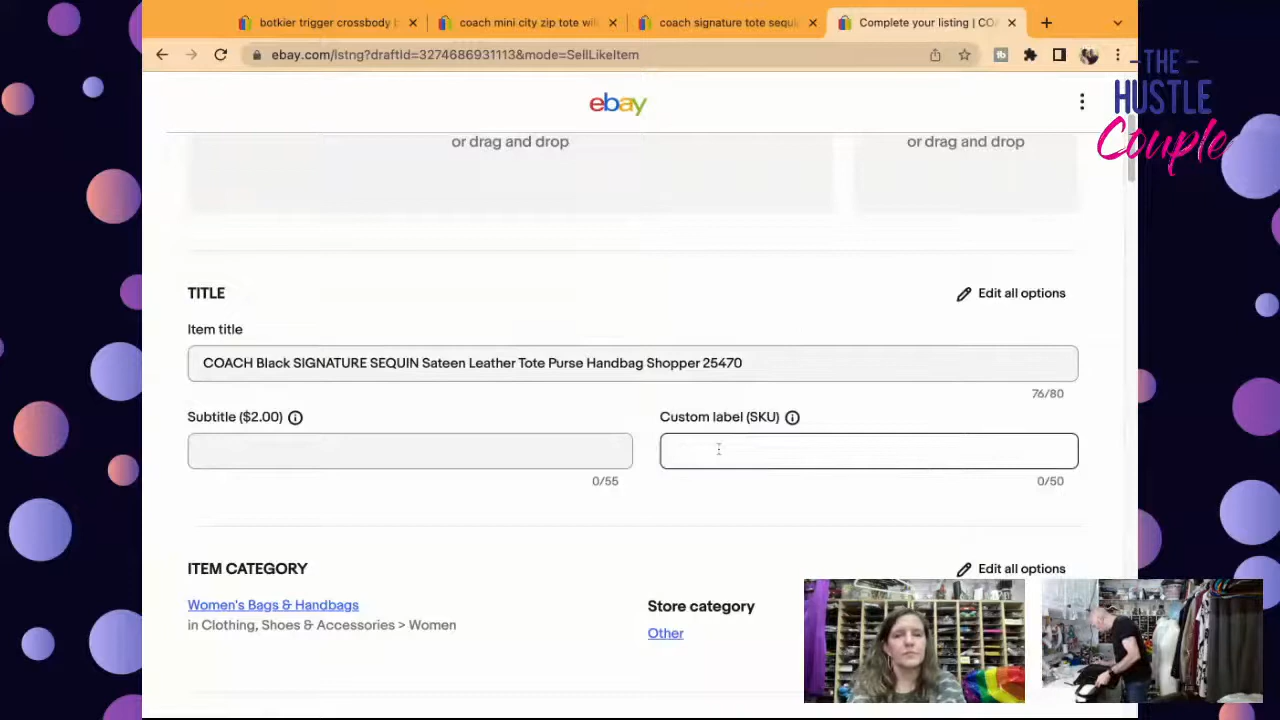 botkier trigger crossbody
coach mini city zip tote wil
coach signature tote sequi
Complete your listing | CO
ebay.com/lstng?draftId=3274686931113&mode=SellLikeItem
THE
HUSTLE
Couple
ebay
or drag and drop
or drag and drop
TITLE
Edit all options
Item title
COACH Black SIGNATURE SEQUIN Sateen Leather Tote Purse Handbag Shopper 25470
76/80
Subtitle ($2.00)
Custom label (SKU)
0/55
0/50
ITEM CATEGORY
Edit all options
Women's Bags & Handbags
in Clothing, Shoes & Accessories > Women
Store category
Other